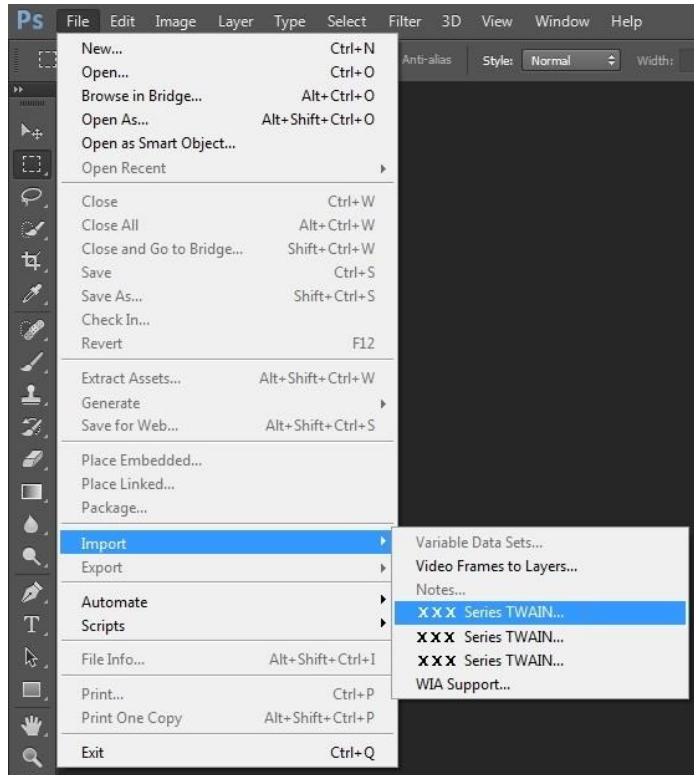 Ps File Edit Image Layer Type Select Filter 3D View Window Help
Anti-alias Style: Normal Width:
New... Ctrl+N
Open... Ctrl+O
Browse in Bridge... Alt+Ctrl+O
Open As... Alt+Shift+Ctrl+O
Open as Smart Object...
Open Recent
Close Ctrl+W
Close All Alt+Ctrl+W
Close and Go to Bridge... Shift+Ctrl+W
Save Ctrl+S
Save As... Shift+Ctrl+S
Check In...
Revert F12
Extract Assets... Alt+Shift+Ctrl+W
Generate
Save for Web... Alt+Shift+Ctrl+S
Place Embedded...
Place Linked...
Package...
Import
Export
Automate
Scripts
File Info... Alt+Shift+Ctrl+I
Print... Ctrl+P
Print One Copy Alt+Shift+Ctrl+P
Exit Ctrl+Q
Variable Data Sets...
Video Frames to Layers...
Notes...
XXX Series TWAIN...
XXX Series TWAIN...
XXX Series TWAIN...
WIA Support...
T